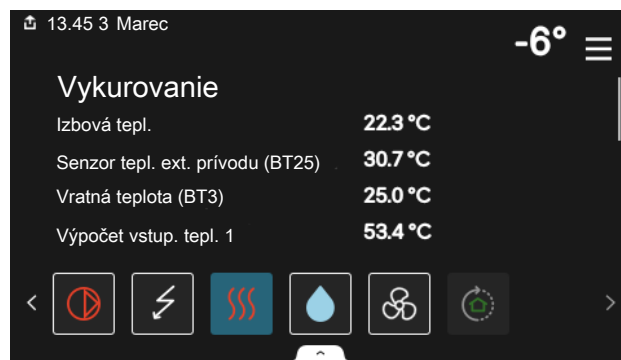 13.45 3 Marec
-6°
Vykurovanie
Izbová tepl. 22.3 °C
Senzor tepl. ext. prívodu (BT25) 30.7 °C
Vratná teplota (BT3) 25.0 °C
Výpočet vstup. tepl. 1 53.4 °C